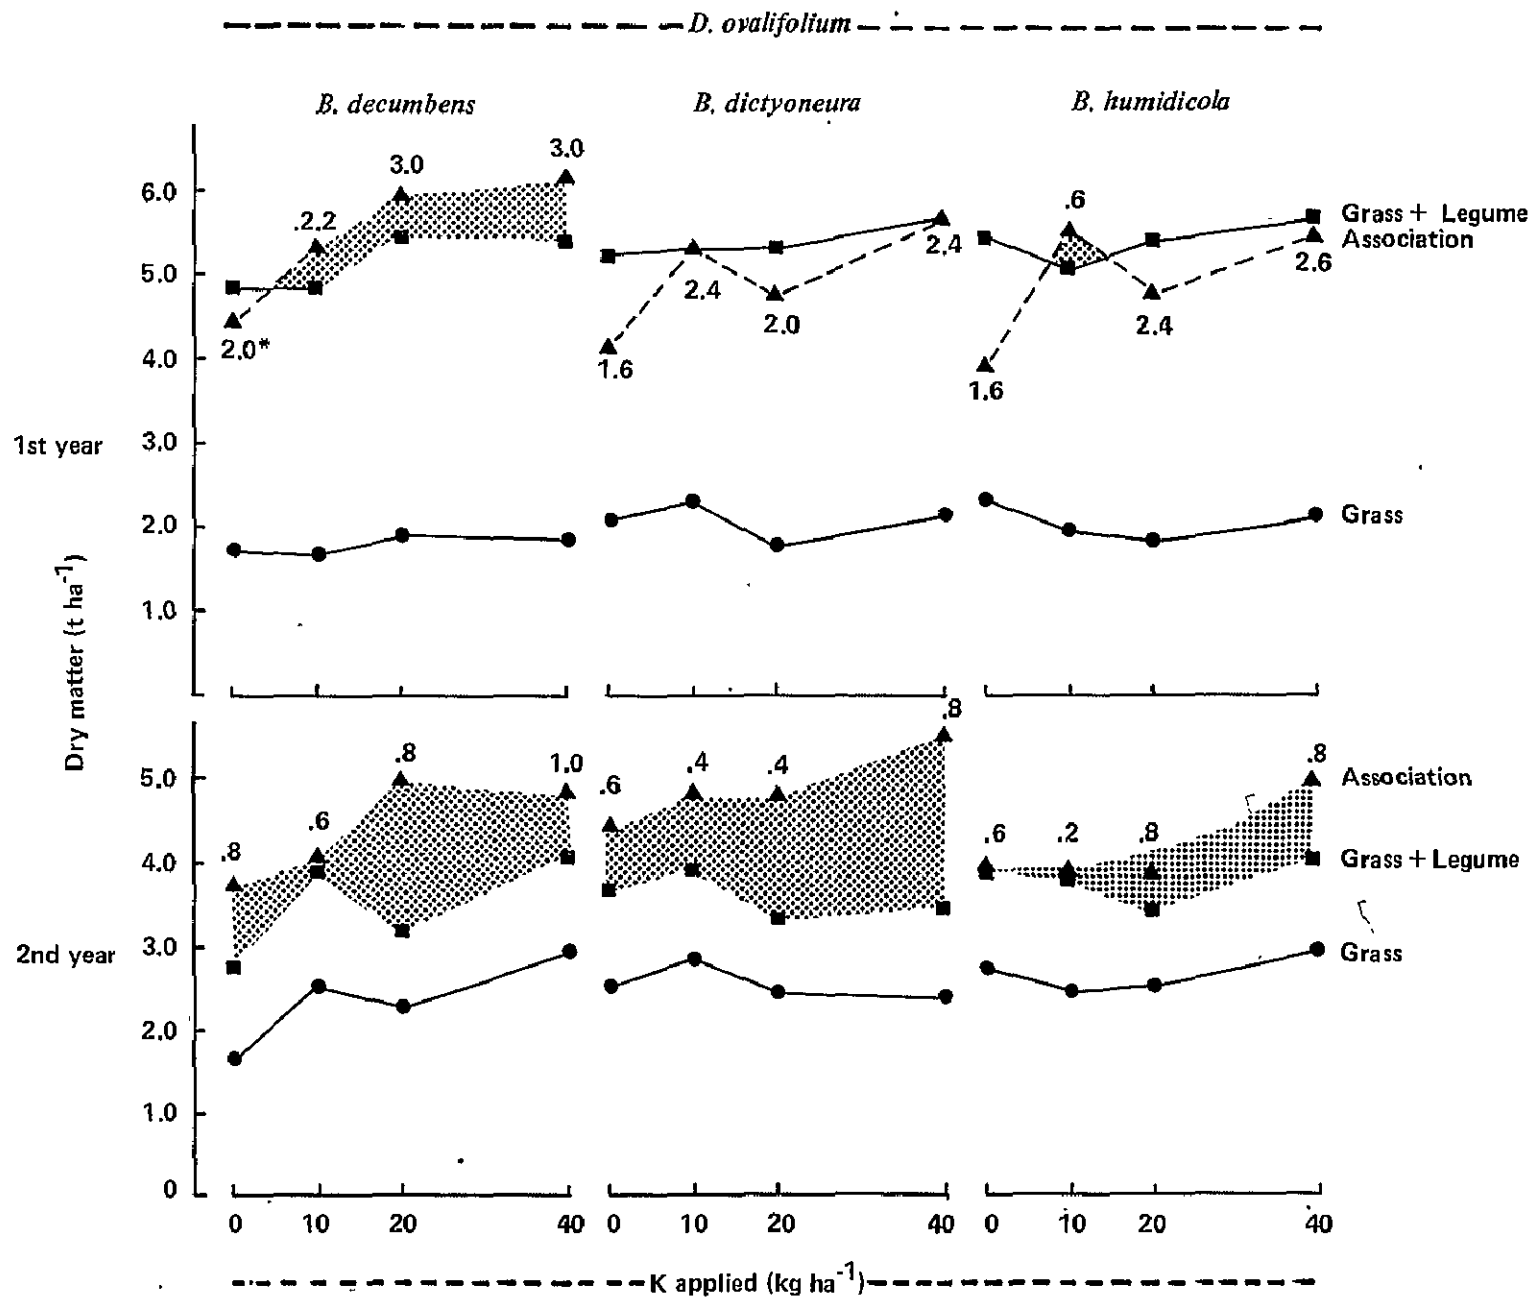 D. ovalifolium
B. decumbens B. dictyoneura B. humidicola
3.0
3.0
6.0
.2.2
.6
Grass + Legume
Association
5.0
2.4
2.6
2.4
2.0
2.4
2.0*
4.0
1.6
1.6
1st year 3.0
2.0
Grass
1.0
Dry matter (t ha-1)
.8
.8
1.0
.4
.4
.8
5.0
Association
.6
.6
.8
.6
.2
.8
4.0
Grass + Legume
2nd year 3.0
Grass
2.0
1.0
0
0 10 20 40 0 10 20 40 0 10 20 40
K applied (kg ha-1)